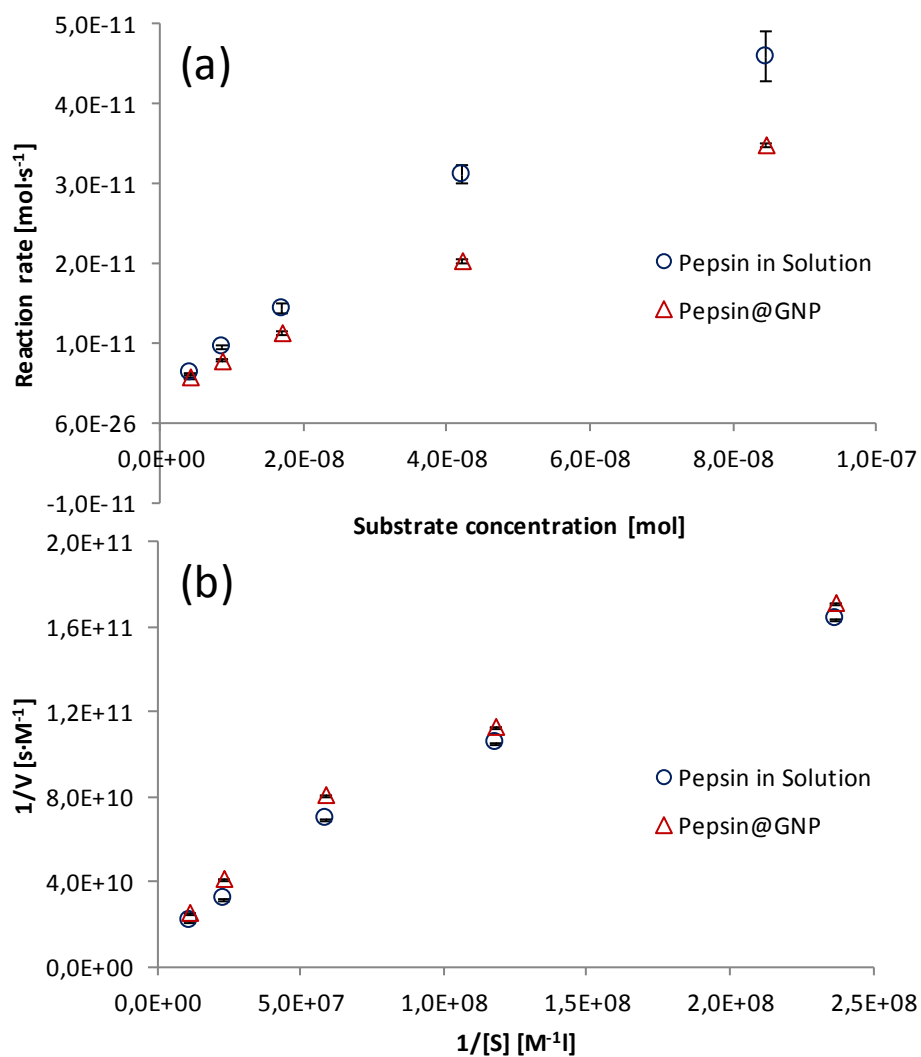 (a)
Reaction rate [mol·s⁻¹]
5,0E-11
4,0E-11
3,0E-11
2,0E-11
1,0E-11
6,0E-26
-1,0E-11
Pepsin in Solution
Pepsin@GNP
0,0E+00 2,0E-08 4,0E-08 6,0E-08 8,0E-08 1,0E-07
Substrate concentration [mol]
(b)
1/V [s·M⁻¹]
2,0E+11
1,6E+11
1,2E+11
8,0E+10
4,0E+10
0,0E+00
Pepsin in Solution
Pepsin@GNP
0,0E+00 5,0E+07 1,0E+08 1,5E+08 2,0E+08 2,5E+08
1/[S] [M⁻¹l]